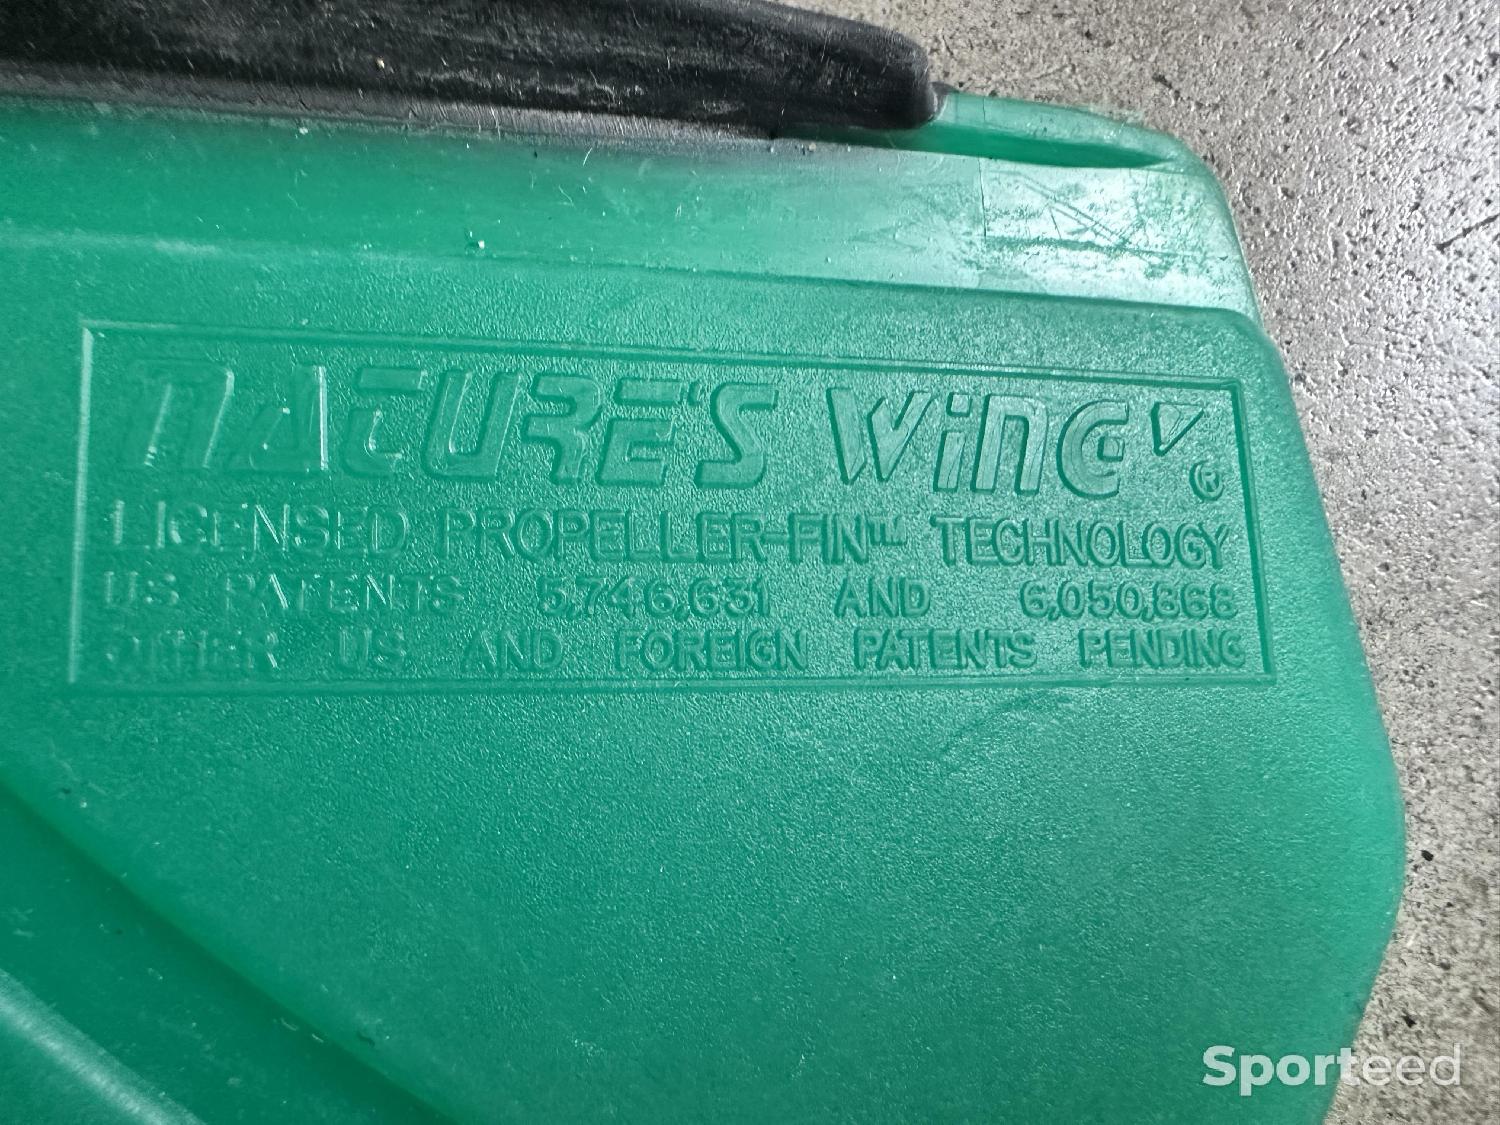 NATURE'S WING ®
LICENSED PROPELLER-FIN™ TECHNOLOGY
US PATENTS 5,746,631 AND 6,050,868
OTHER US AND FOREIGN PATENTS PENDING
Sporteed